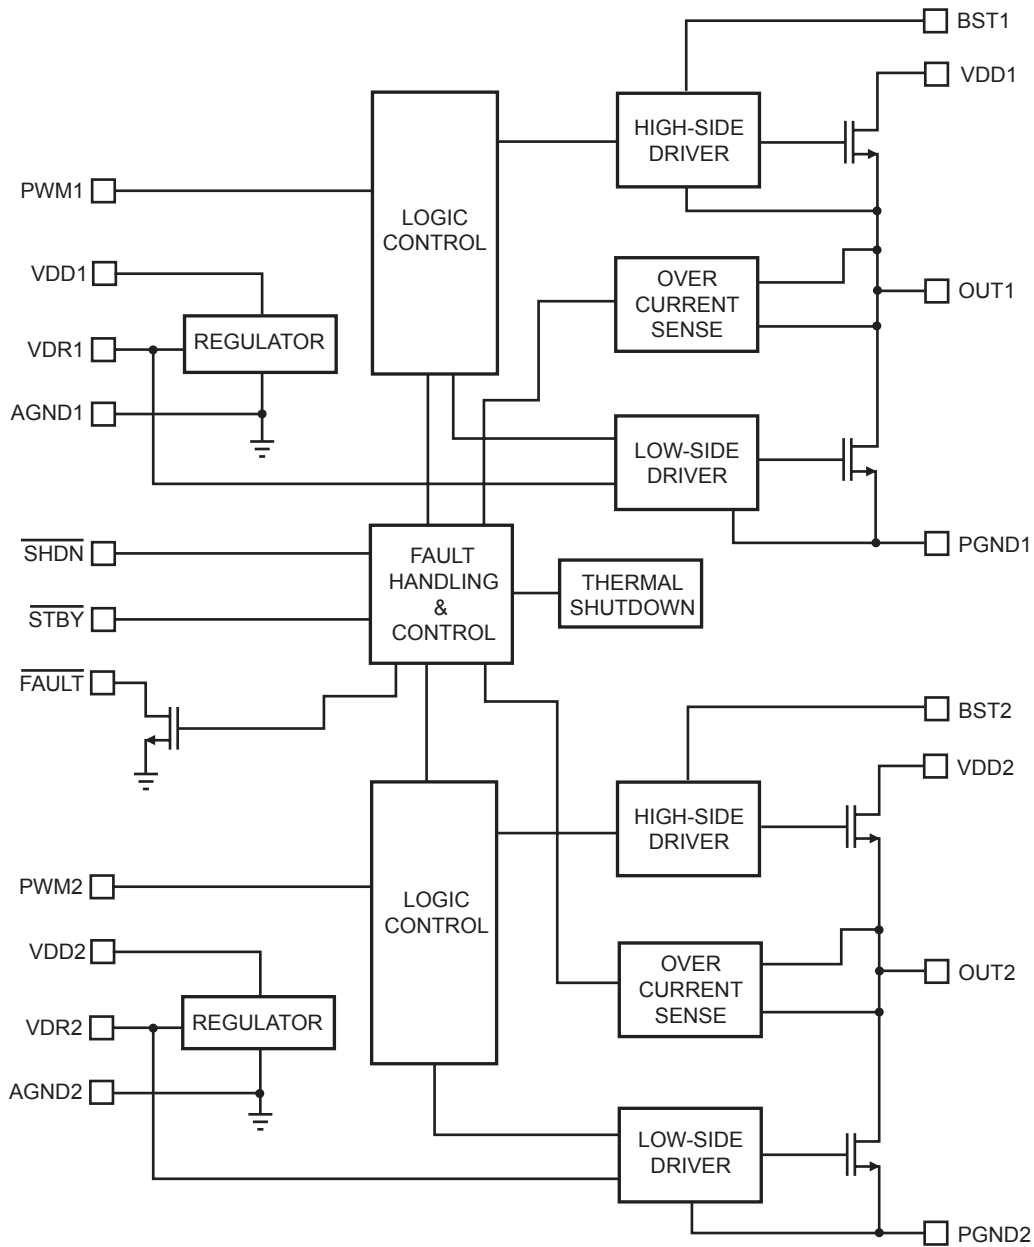 BST1
VDD1
HIGH-SIDE
DRIVER
PWM1
LOGIC
CONTROL
VDD1
OVER
CURRENT
SENSE
OUT1
VDR1
REGULATOR
AGND1
LOW-SIDE
DRIVER
SHDN
FAULT
HANDLING
&
CONTROL
PGND1
THERMAL
SHUTDOWN
STBY
FAULT
BST2
VDD2
HIGH-SIDE
DRIVER
PWM2
LOGIC
CONTROL
VDD2
OVER
CURRENT
SENSE
OUT2
VDR2
REGULATOR
AGND2
LOW-SIDE
DRIVER
PGND2